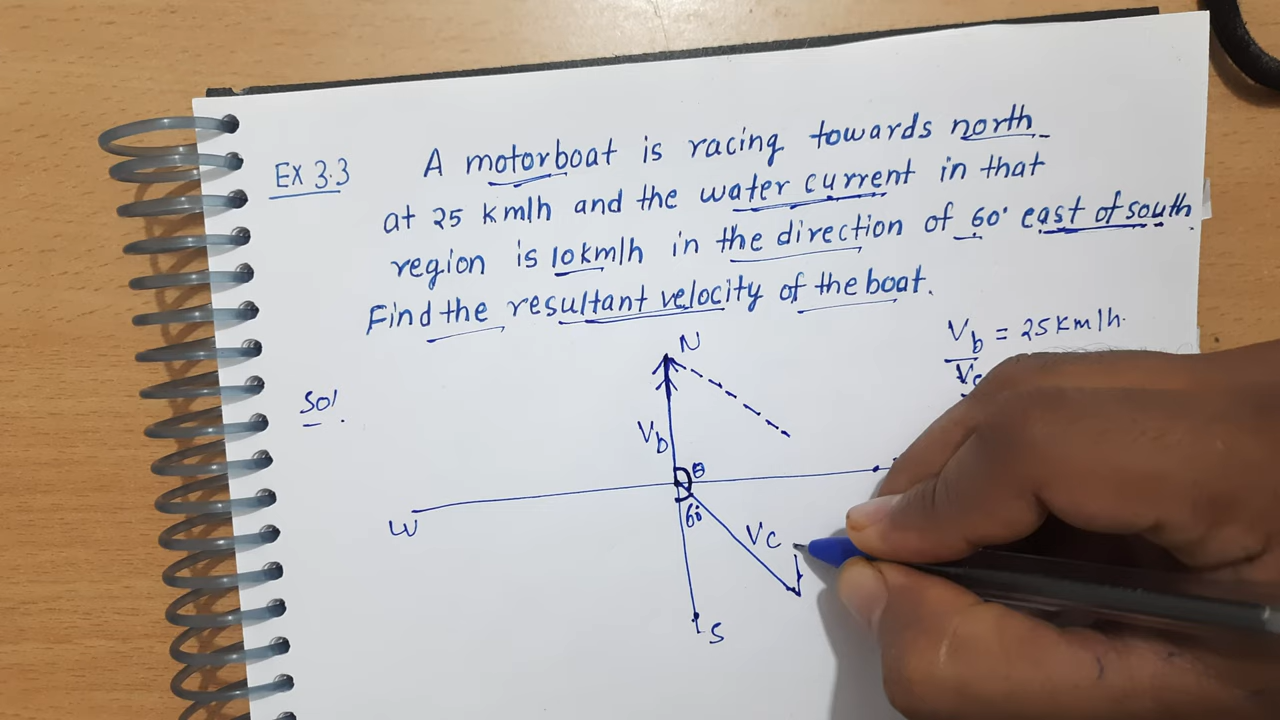 EX 3.3 A motorboat is racing towards north
at 25 km/h and the water current in that
region is 10km/h in the direction of 60° east of south.
Find the resultant velocity of the boat.
Sol.
N
Vb = 25Km/h.
Vb
θ
60°
Vc
W
S